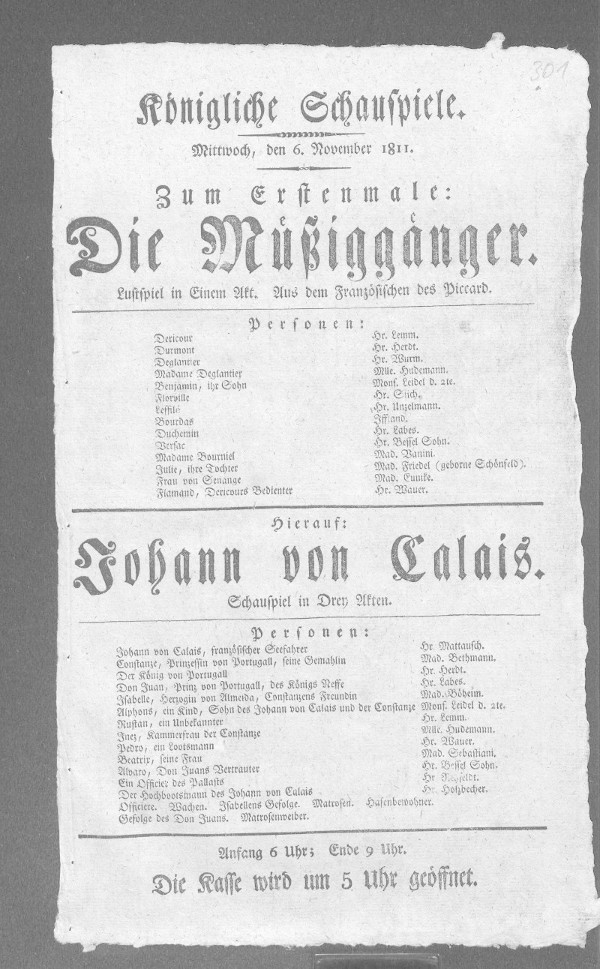 301
Königliche Schauspiele.
Mittwoch, den 6. November 1811.
Zum Erstenmale:
Die Müßiggänger.
Lustspiel in Einem Akt. Aus dem Französischen des Piccard.
Personen:
Dericour Hr. Lemm.
Durmont Hr. Herdt.
Deglantier Hr. Wurm.
Madame Deglantier Mlle. Hudemann.
Benjamin, ihr Sohn Mons. Leidel d. 2te.
Florville Hr. Stich.
Leffilé Hr. Unzelmann.
Bourdas Iffland.
Duchemin Hr. Labes.
Versac Hr. Bessel Sohn.
Madame Bourniel Mad. Vanini.
Julie, ihre Tochter Mad. Friedel (geborne Schönfeld).
Frau von Senange Mad. Eunike.
Flamand, Dericours Bedienter Hr. Wauer.
Hierauf:
Johann von Calais.
Schauspiel in Drey Akten.
Personen:
Johann von Calais, französischer Seefahrer Hr. Mattausch.
Constanze, Prinzessin von Portugall, seine Gemahlin Mad. Bethmann.
Der König von Portugall Hr. Herdt.
Don Juan, Prinz von Portugall, des Königs Neffe Hr. Labes.
Isabelle, Herzogin von Almeida, Constanzens Freundin Mad. Böheim.
Alphons, ein Kind, Sohn des Johann von Calais und der Constanze Mons. Leidel d. 2te.
Rustan, ein Unbekannter Hr. Lemm.
Inez, Kammerfrau der Constanze Mlle. Hudemann.
Pedro, ein Lootsmann Hr. Wauer.
Beatrix, seine Frau Mad. Sebastiani.
Alvaro, Don Juans Vertrauter Hr. Bessel Sohn.
Ein Officier des Pallasts Hr.
Der Hochbootsmann des Johann von Calais Hr. Holzbecher.
Officiere. Wachen. Isabellens Gefolge. Matrosen. Hafenbewohner.
Gefolge des Don Juans. Matrosenweiber.
Anfang 6 Uhr; Ende 9 Uhr.
Die Kasse wird um 5 Uhr geöffnet.